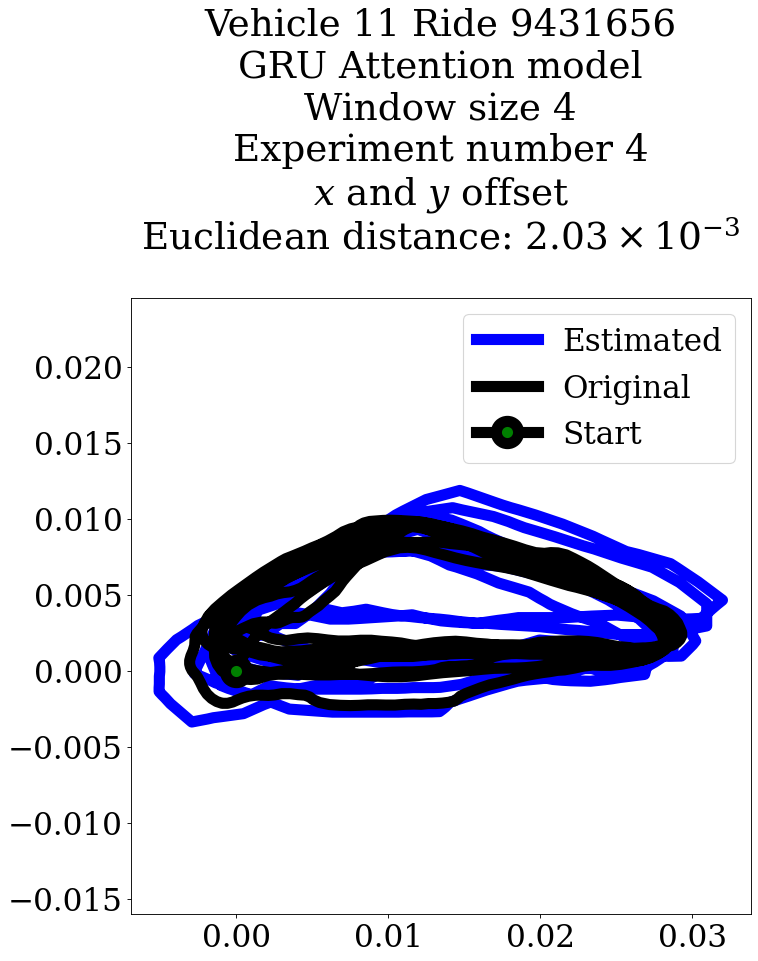 Vehicle 11 Ride 9431656
GRU Attention model
Window size 4
Experiment number 4
x and y offset
Euclidean distance: 2.03 × 10⁻³
Estimated
Original
Start
0.020
0.015
0.010
0.005
0.000
−0.005
−0.010
−0.015
0.00 0.01 0.02 0.03